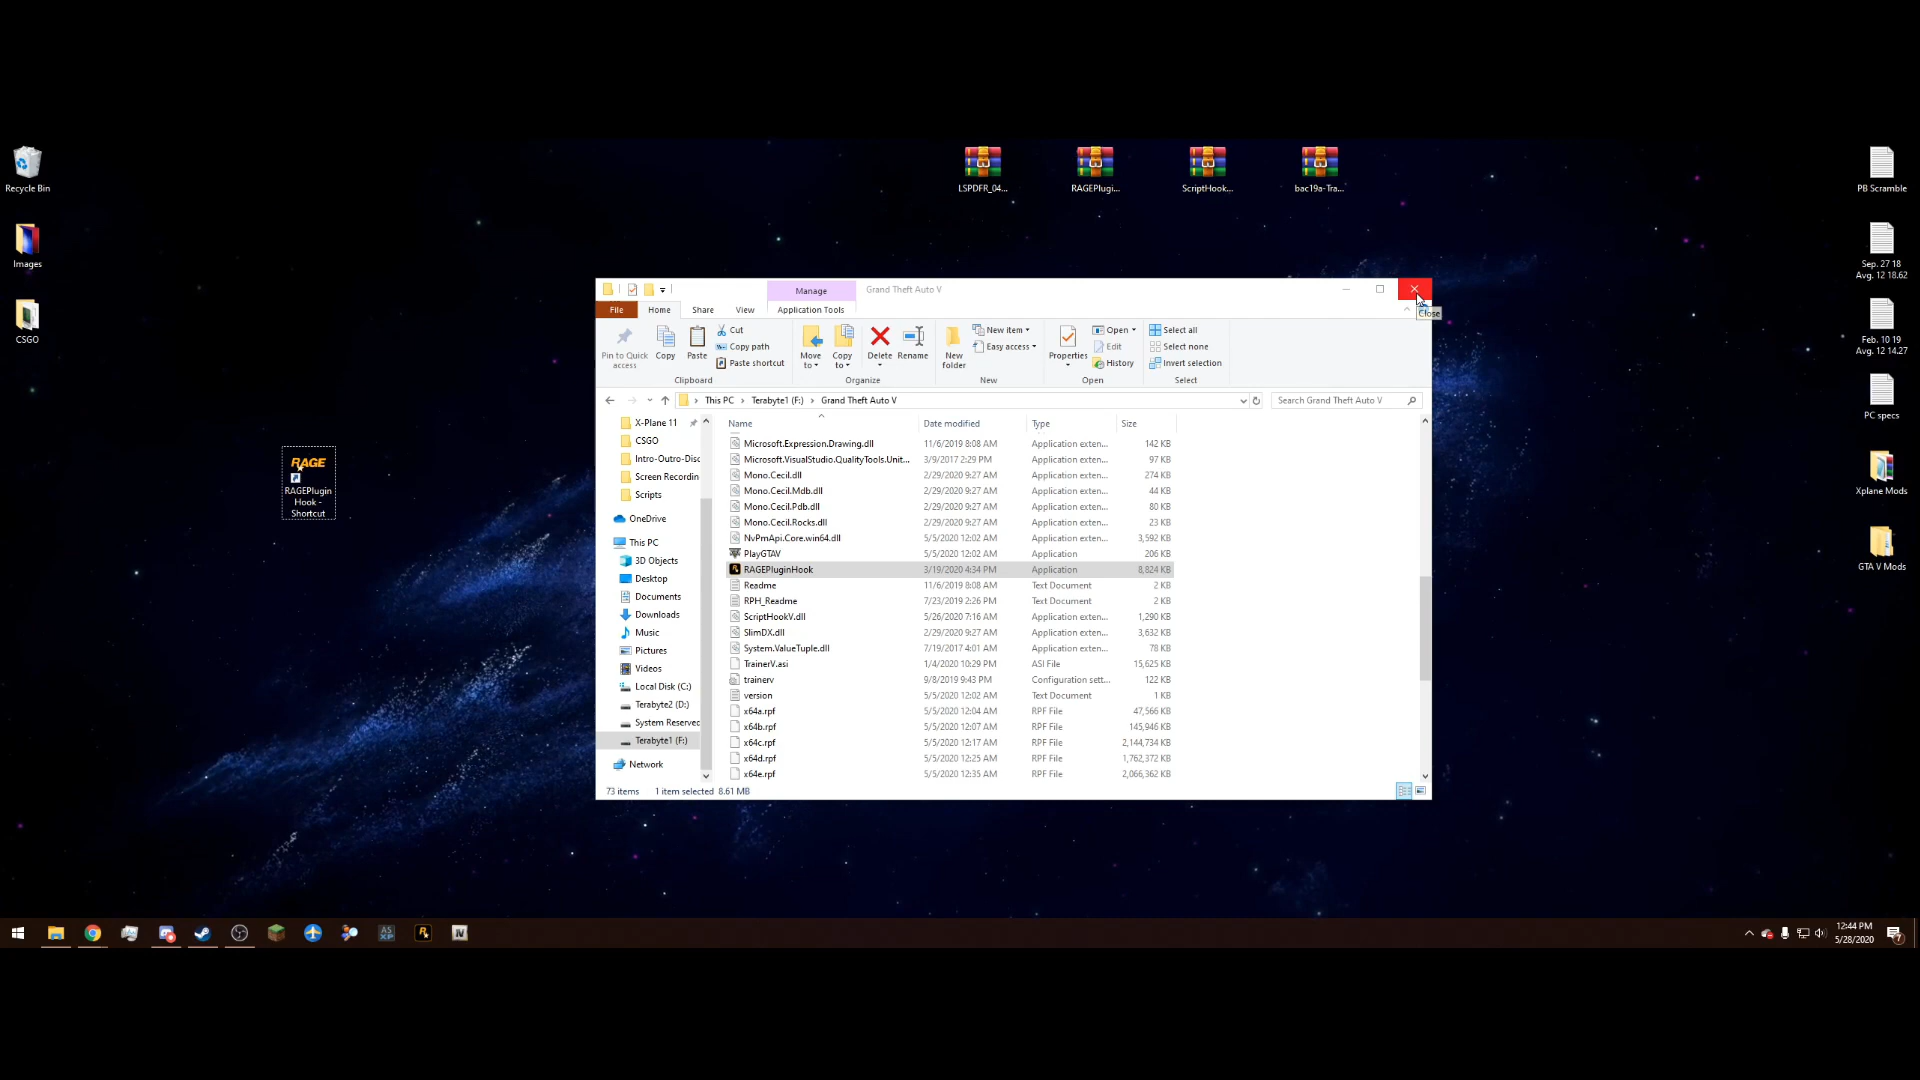 Recycle Bin
Images
CSGO
RAGE
RAGEPlugin
Hook -
Shortcut
LSPDFR_04...
RAGEPlugi...
ScriptHook...
bac19a-Tra...
PB Scramble
Sep. 27 18
Avg. 12 18.62
Feb. 10 19
Avg. 12 14.27
PC specs
Xplane Mods
GTA V Mods
Manage
Grand Theft Auto V
Close
File
Home
Share
View
Application Tools
Pin to Quick
access
Copy
Paste
Cut
Copy path
Paste shortcut
Clipboard
Move
to
Copy
to
Delete
Rename
Organize
New
folder
New item
Easy access
New
Properties
Open
Edit
History
Open
Select all
Select none
Invert selection
Select
This PC
Terabyte1 (F:)
Grand Theft Auto V
Search Grand Theft Auto V
X-Plane 11
CSGO
Intro-Outro-Disc
Screen Recordin
Scripts
OneDrive
This PC
3D Objects
Desktop
Documents
Downloads
Music
Pictures
Videos
Local Disk (C:)
Terabyte2 (D:)
System Reserved
Terabyte1 (F:)
Network
Name Date modified Type Size
Microsoft.Expression.Drawing.dll 11/6/2019 8:08 AM Application exten... 142 KB
Microsoft.VisualStudio.QualityTools.Unit... 3/9/2017 2:29 PM Application exten... 97 KB
Mono.Cecil.dll 2/29/2020 9:27 AM Application exten... 274 KB
Mono.Cecil.Mdb.dll 2/29/2020 9:27 AM Application exten... 44 KB
Mono.Cecil.Pdb.dll 2/29/2020 9:27 AM Application exten... 80 KB
Mono.Cecil.Rocks.dll 2/29/2020 9:27 AM Application exten... 23 KB
NvPmApi.Core.win64.dll 5/5/2020 12:02 AM Application exten... 3,592 KB
PlayGTAV 5/5/2020 12:02 AM Application 206 KB
RAGEPluginHook 3/19/2020 4:34 PM Application 8,824 KB
Readme 11/6/2019 8:08 AM Text Document 2 KB
RPH_Readme 7/23/2019 2:26 PM Text Document 2 KB
ScriptHookV.dll 5/26/2020 7:16 AM Application exten... 1,290 KB
SlimDX.dll 2/29/2020 9:27 AM Application exten... 3,632 KB
System.ValueTuple.dll 7/19/2017 4:01 AM Application exten... 78 KB
TrainerV.asi 1/4/2020 10:29 PM ASI File 15,625 KB
trainerv 9/8/2019 9:43 PM Configuration sett... 122 KB
version 5/5/2020 12:02 AM Text Document 1 KB
x64a.rpf 5/5/2020 12:04 AM RPF File 47,566 KB
x64b.rpf 5/5/2020 12:07 AM RPF File 145,946 KB
x64c.rpf 5/5/2020 12:17 AM RPF File 2,144,734 KB
x64d.rpf 5/5/2020 12:25 AM RPF File 1,762,372 KB
x64e.rpf 5/5/2020 12:35 AM RPF File 2,066,362 KB
73 items 1 item selected 8.61 MB
AS
XP
IV
12:44 PM
5/28/2020
7